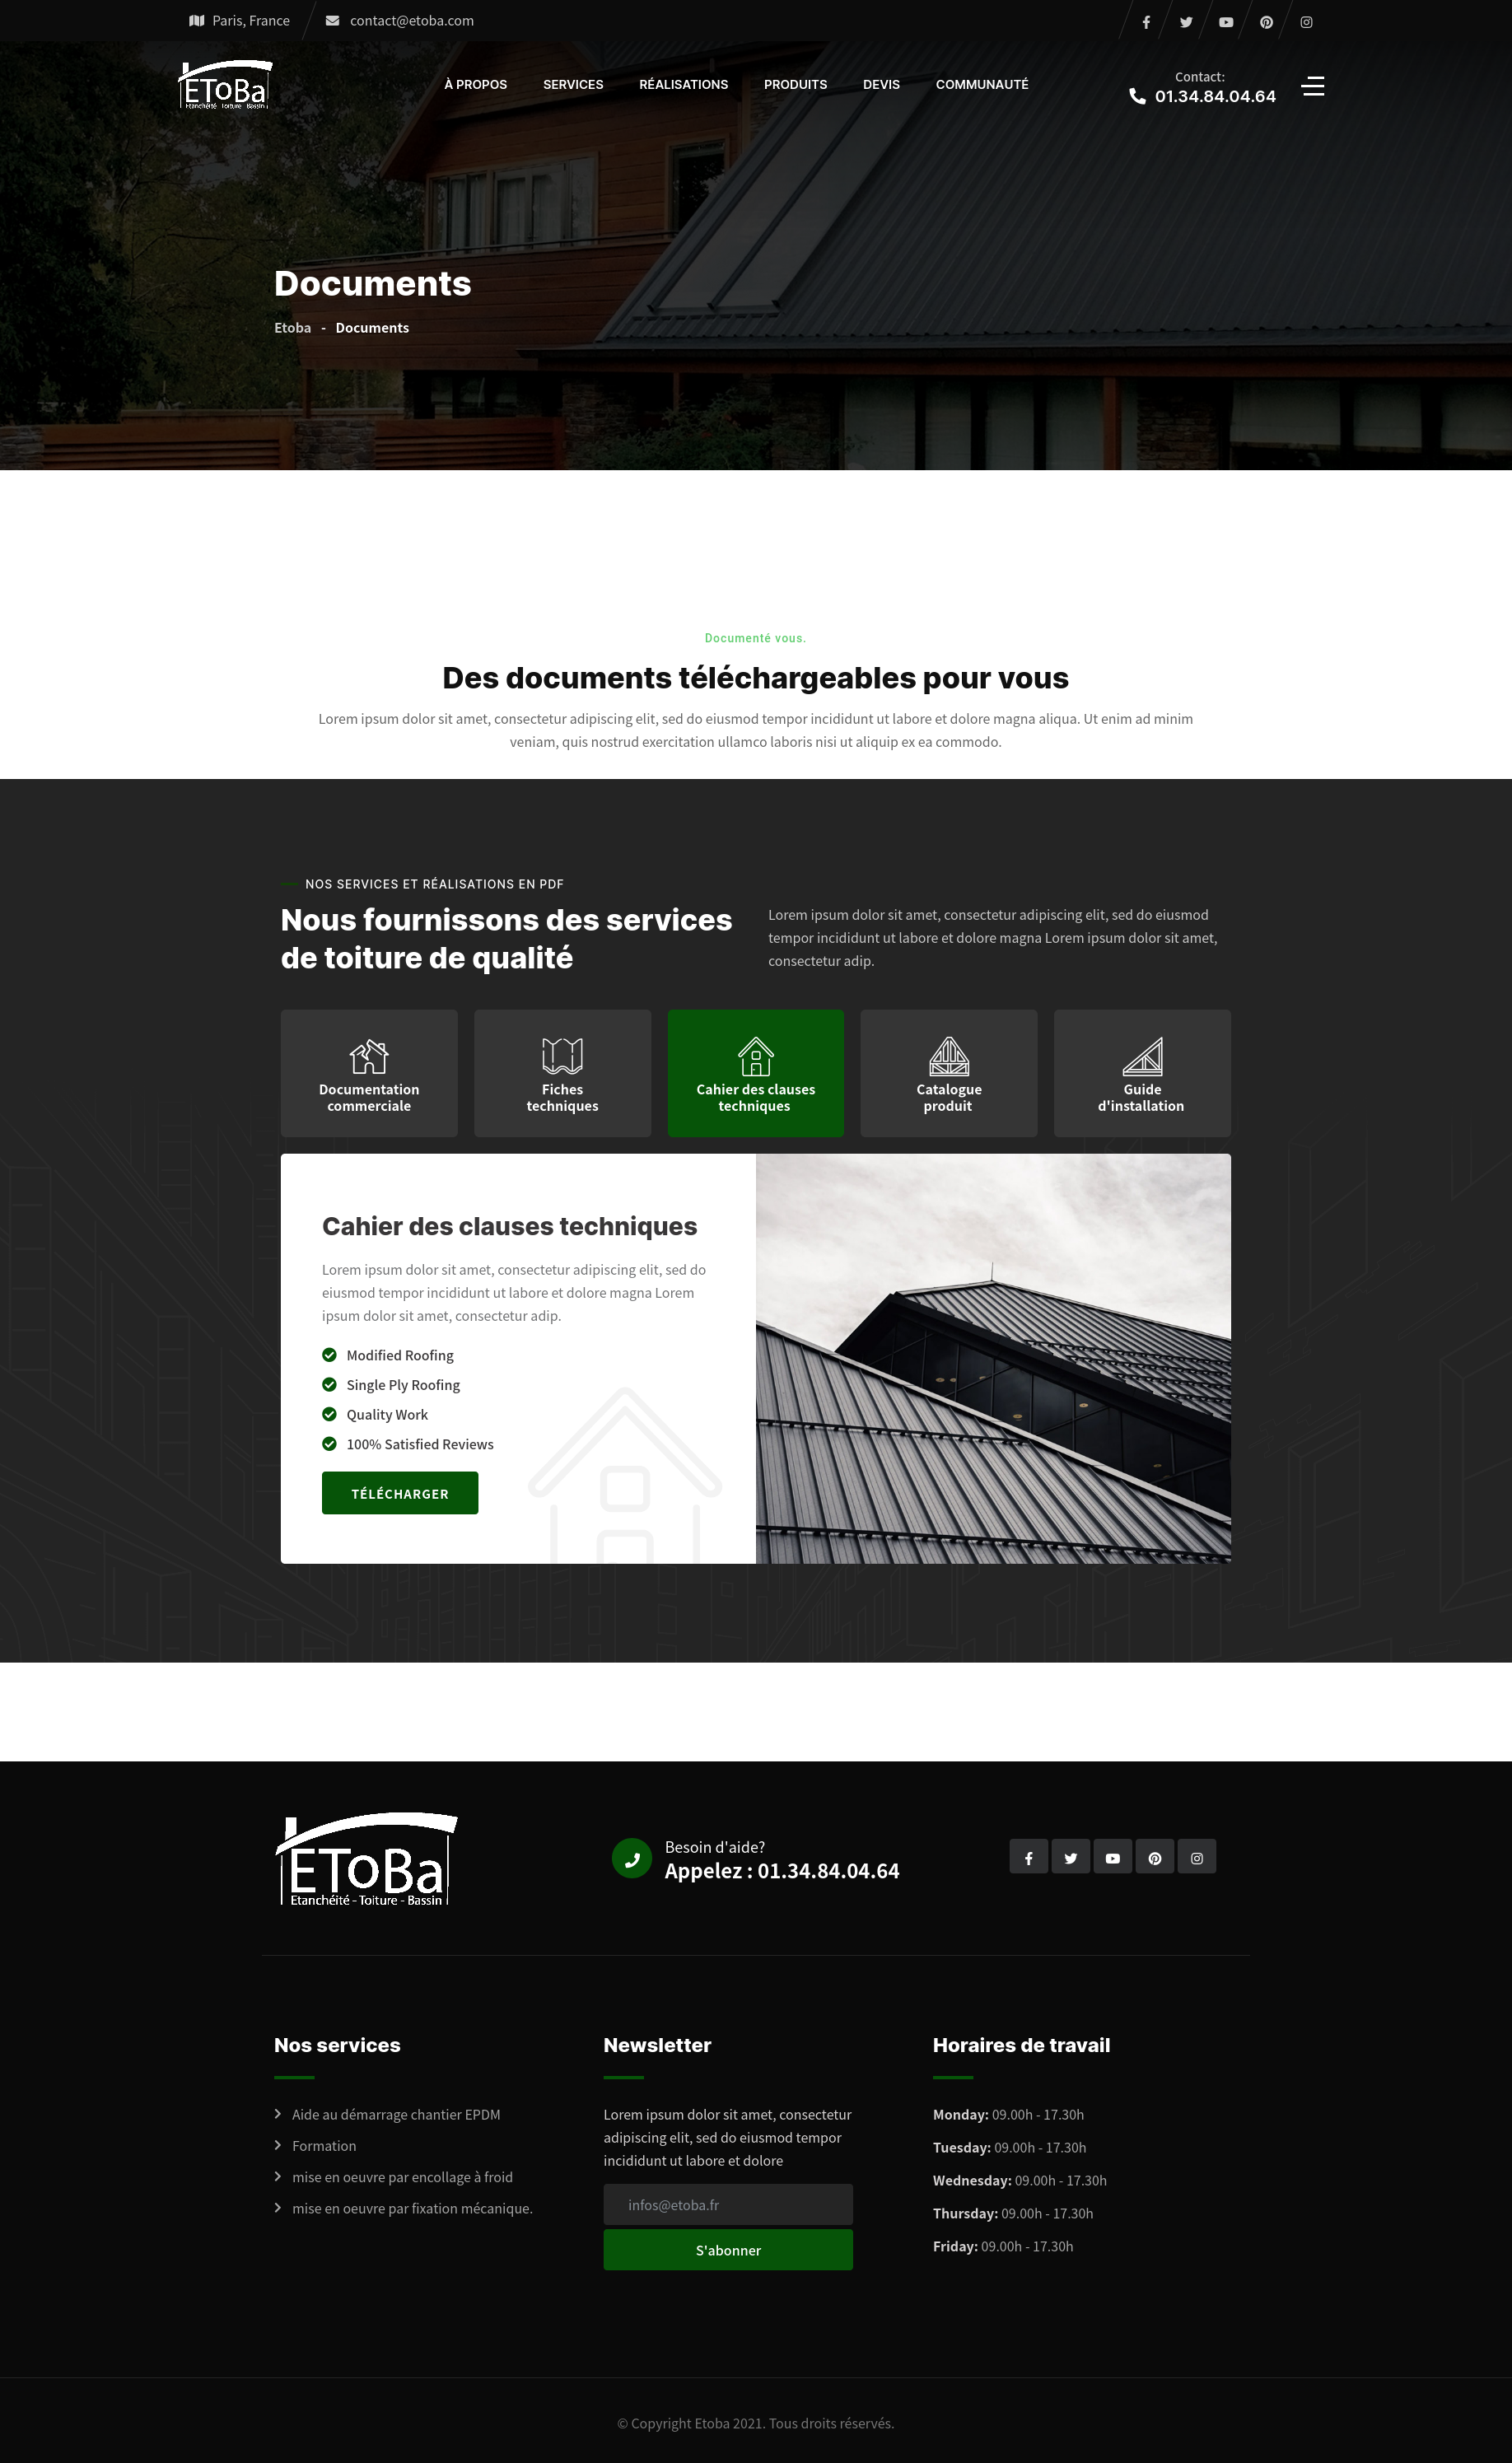 Paris, France
contact@etoba.com
EToBa
Etanchéité - Toiture - Bassin
À PROPOS
SERVICES
RÉALISATIONS
PRODUITS
DEVIS
COMMUNAUTÉ
Contact:
01.34.84.04.64
Documents
Etoba - Documents
Documenté vous.
Des documents téléchargeables pour vous
Lorem ipsum dolor sit amet, consectetur adipiscing elit, sed do eiusmod tempor incididunt ut labore et dolore magna aliqua. Ut enim ad minim
veniam, quis nostrud exercitation ullamco laboris nisi ut aliquip ex ea commodo.
NOS SERVICES ET RÉALISATIONS EN PDF
Nous fournissons des services
de toiture de qualité
Lorem ipsum dolor sit amet, consectetur adipiscing elit, sed do eiusmod
tempor incididunt ut labore et dolore magna Lorem ipsum dolor sit amet,
consectetur adip.
Documentation
commerciale
Fiches
techniques
Cahier des clauses
techniques
Catalogue
produit
Guide
d'installation
Cahier des clauses techniques
Lorem ipsum dolor sit amet, consectetur adipiscing elit, sed do
eiusmod tempor incididunt ut labore et dolore magna Lorem
ipsum dolor sit amet, consectetur adip.
Modified Roofing
Single Ply Roofing
Quality Work
100% Satisfied Reviews
TÉLÉCHARGER
EToBa
Etanchéité - Toiture - Bassin
Besoin d'aide?
Appelez : 01.34.84.04.64
Nos services
Aide au démarrage chantier EPDM
Formation
mise en oeuvre par encollage à froid
mise en oeuvre par fixation mécanique.
Newsletter
Lorem ipsum dolor sit amet, consectetur
adipiscing elit, sed do eiusmod tempor
incididunt ut labore et dolore
infos@etoba.fr
S'abonner
Horaires de travail
Monday: 09.00h - 17.30h
Tuesday: 09.00h - 17.30h
Wednesday: 09.00h - 17.30h
Thursday: 09.00h - 17.30h
Friday: 09.00h - 17.30h
© Copyright Etoba 2021. Tous droits réservés.